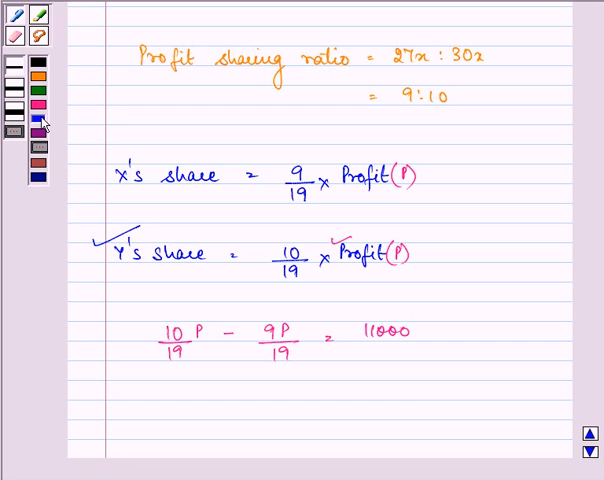 Profit sharing ratio = 27x : 30x
= 9:10
X's share = 9/19 × Profit (P)
Y's share = 10/19 × Profit (P)
10/19 P - 9P/19 = 11000